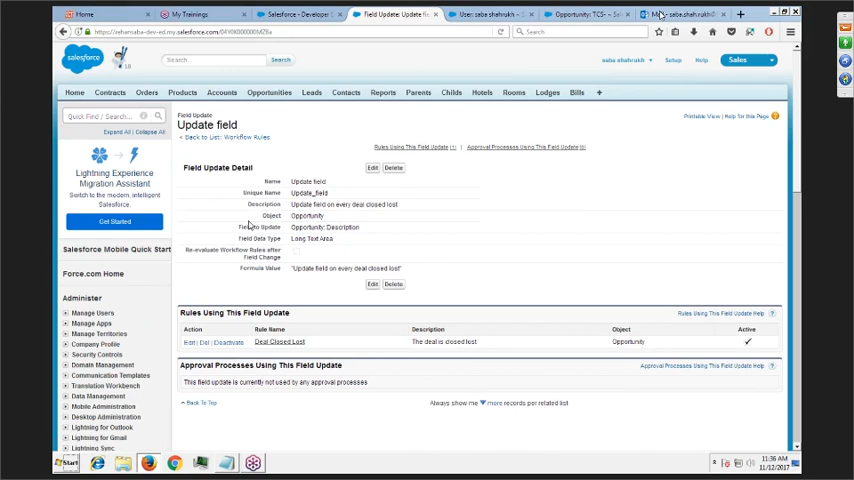 Home
My Trainings
Salesforce - Developer E
Field Update: Update fie
User: saba shahrukh ~ S
Opportunity: TCS- ~ Sal
saba.shah.rukh@
https://rehansaba-dev-ed.my.salesforce.com
Search
salesforce
18
Search...
Search
saba shahrukh
Setup
Help
Sales
Home Contracts Orders Products Accounts Opportunities Leads Contacts Reports Parents Childs Hotels Rooms Lodges Bills +
Quick Find / Search...
Expand All | Collapse All
Lightning Experience
Migration Assistant
Switch to the modern, intelligent
Salesforce.
Get Started
Salesforce Mobile Quick Start
Force.com Home
Administer
Manage Users
Manage Apps
Manage Territories
Company Profile
Security Controls
Domain Management
Communication Templates
Translation Workbench
Data Management
Mobile Administration
Desktop Administration
Lightning for Outlook
Lightning for Gmail
Lightning Sync
Field Update
Update field
« Back to List: Workflow Rules
Printable View | Help for this Page
Rules Using This Field Update [1] | Approval Processes Using This Field Update [0]
Field Update Detail
Edit Delete
Name Update field
Unique Name Update_field
Description Update field on every deal closed lost
Object Opportunity
Field to Update Opportunity: Description
Field Data Type Long Text Area
Re-evaluate Workflow Rules after
Field Change
Formula Value "Update field on every deal closed lost"
Edit Delete
Rules Using This Field Update
Rules Using This Field Update Help
Action Rule Name Description Object Active
Edit | Del | Deactivate Deal Closed Lost The deal is closed lost Opportunity
Approval Processes Using This Field Update
Approval Processes Using This Field Update Help
This field update is currently not used by any approval processes
Back To Top
Always show me more records per related list
Start
11:36 AM
11/12/2017